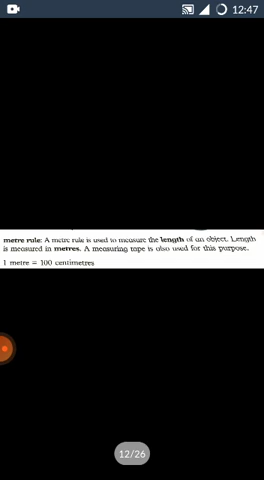 12:47
metre rule: A metre rule is used to measure the length of an object. Length
is measured in metres. A measuring tape is also used for this purpose.
1 metre = 100 centimetres
12/26